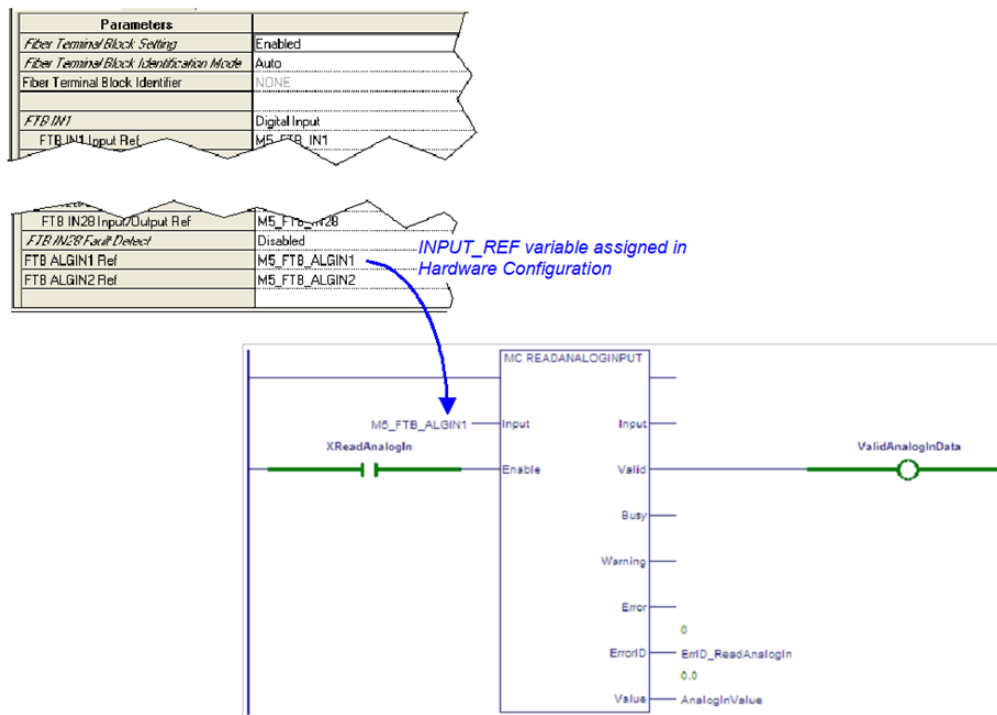 Parameters
Fiber Terminal Block Setting Enabled
Fiber Terminal Block Identification Mode Auto
Fiber Terminal Block Identifier NONE
FTB IN1 Digital Input
FTB IN1 Input Ref M5_FTB_IN1
FTB IN28 Input/Output Ref M5_FTB_IN28
FTB IN28 Fault Detect Disabled
FTB ALGIN1 Ref M5_FTB_ALGIN1
FTB ALGIN2 Ref M5_FTB_ALGIN2
INPUT_REF variable assigned in
Hardware Configuration
MC READANALOGINPUT
M5_FTB_ALGIN1 Input Input
XReadAnalogIn ValidAnalogInData
Enable Valid
Busy
Warning
Error
0
ErrorID ErrID_ReadAnalogIn
0.0
Value AnalogInValue